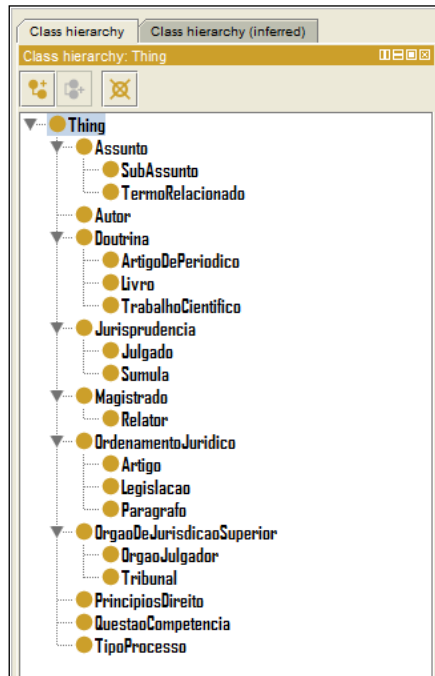 Class hierarchy Class hierarchy (inferred)
Class hierarchy: Thing
Thing
Assunto
SubAssunto
TermoRelacionado
Autor
Doutrina
ArtigoDePeriodico
Livro
TrabalhoCientifico
Jurisprudencia
Julgado
Sumula
Magistrado
Relator
OrdenamentoJuridico
Artigo
Legislacao
Paragrafo
OrgaoDeJurisdicaoSuperior
OrgaoJulgador
Tribunal
PrincipiosDireito
QuestaoCompetencia
TipoProcesso